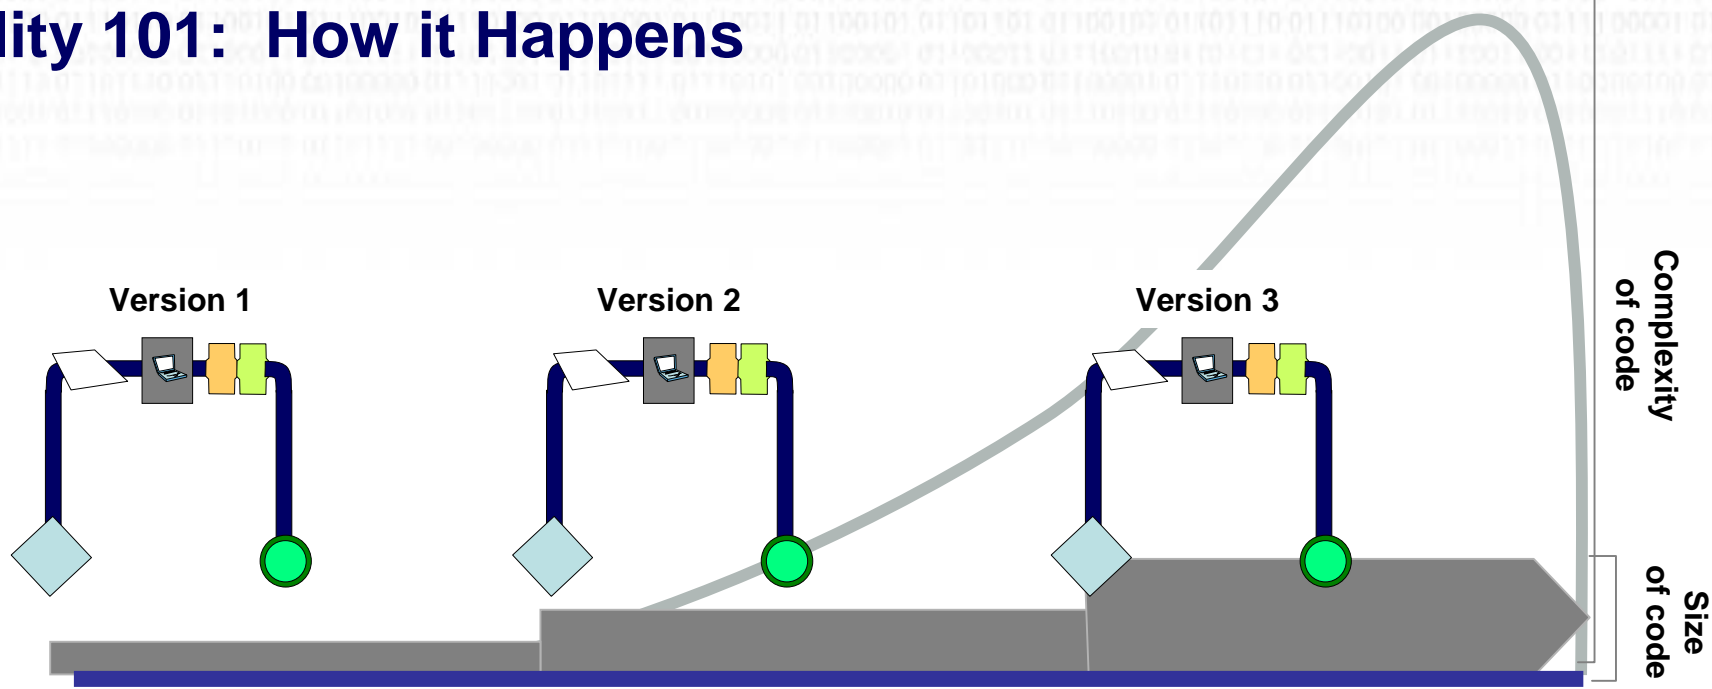 lity 101: How it Happens
Version 1
Version 2
Version 3
Complexity
of code
Size
of code